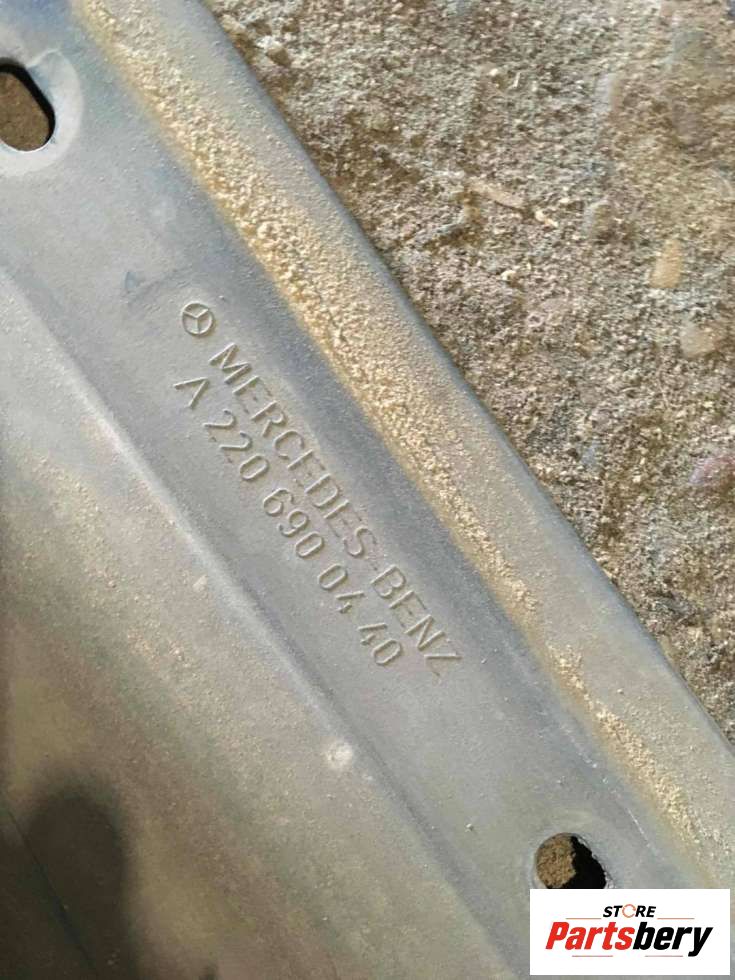 MERCEDES-BENZ
A 220 690 04 40
STORE
Partsbery